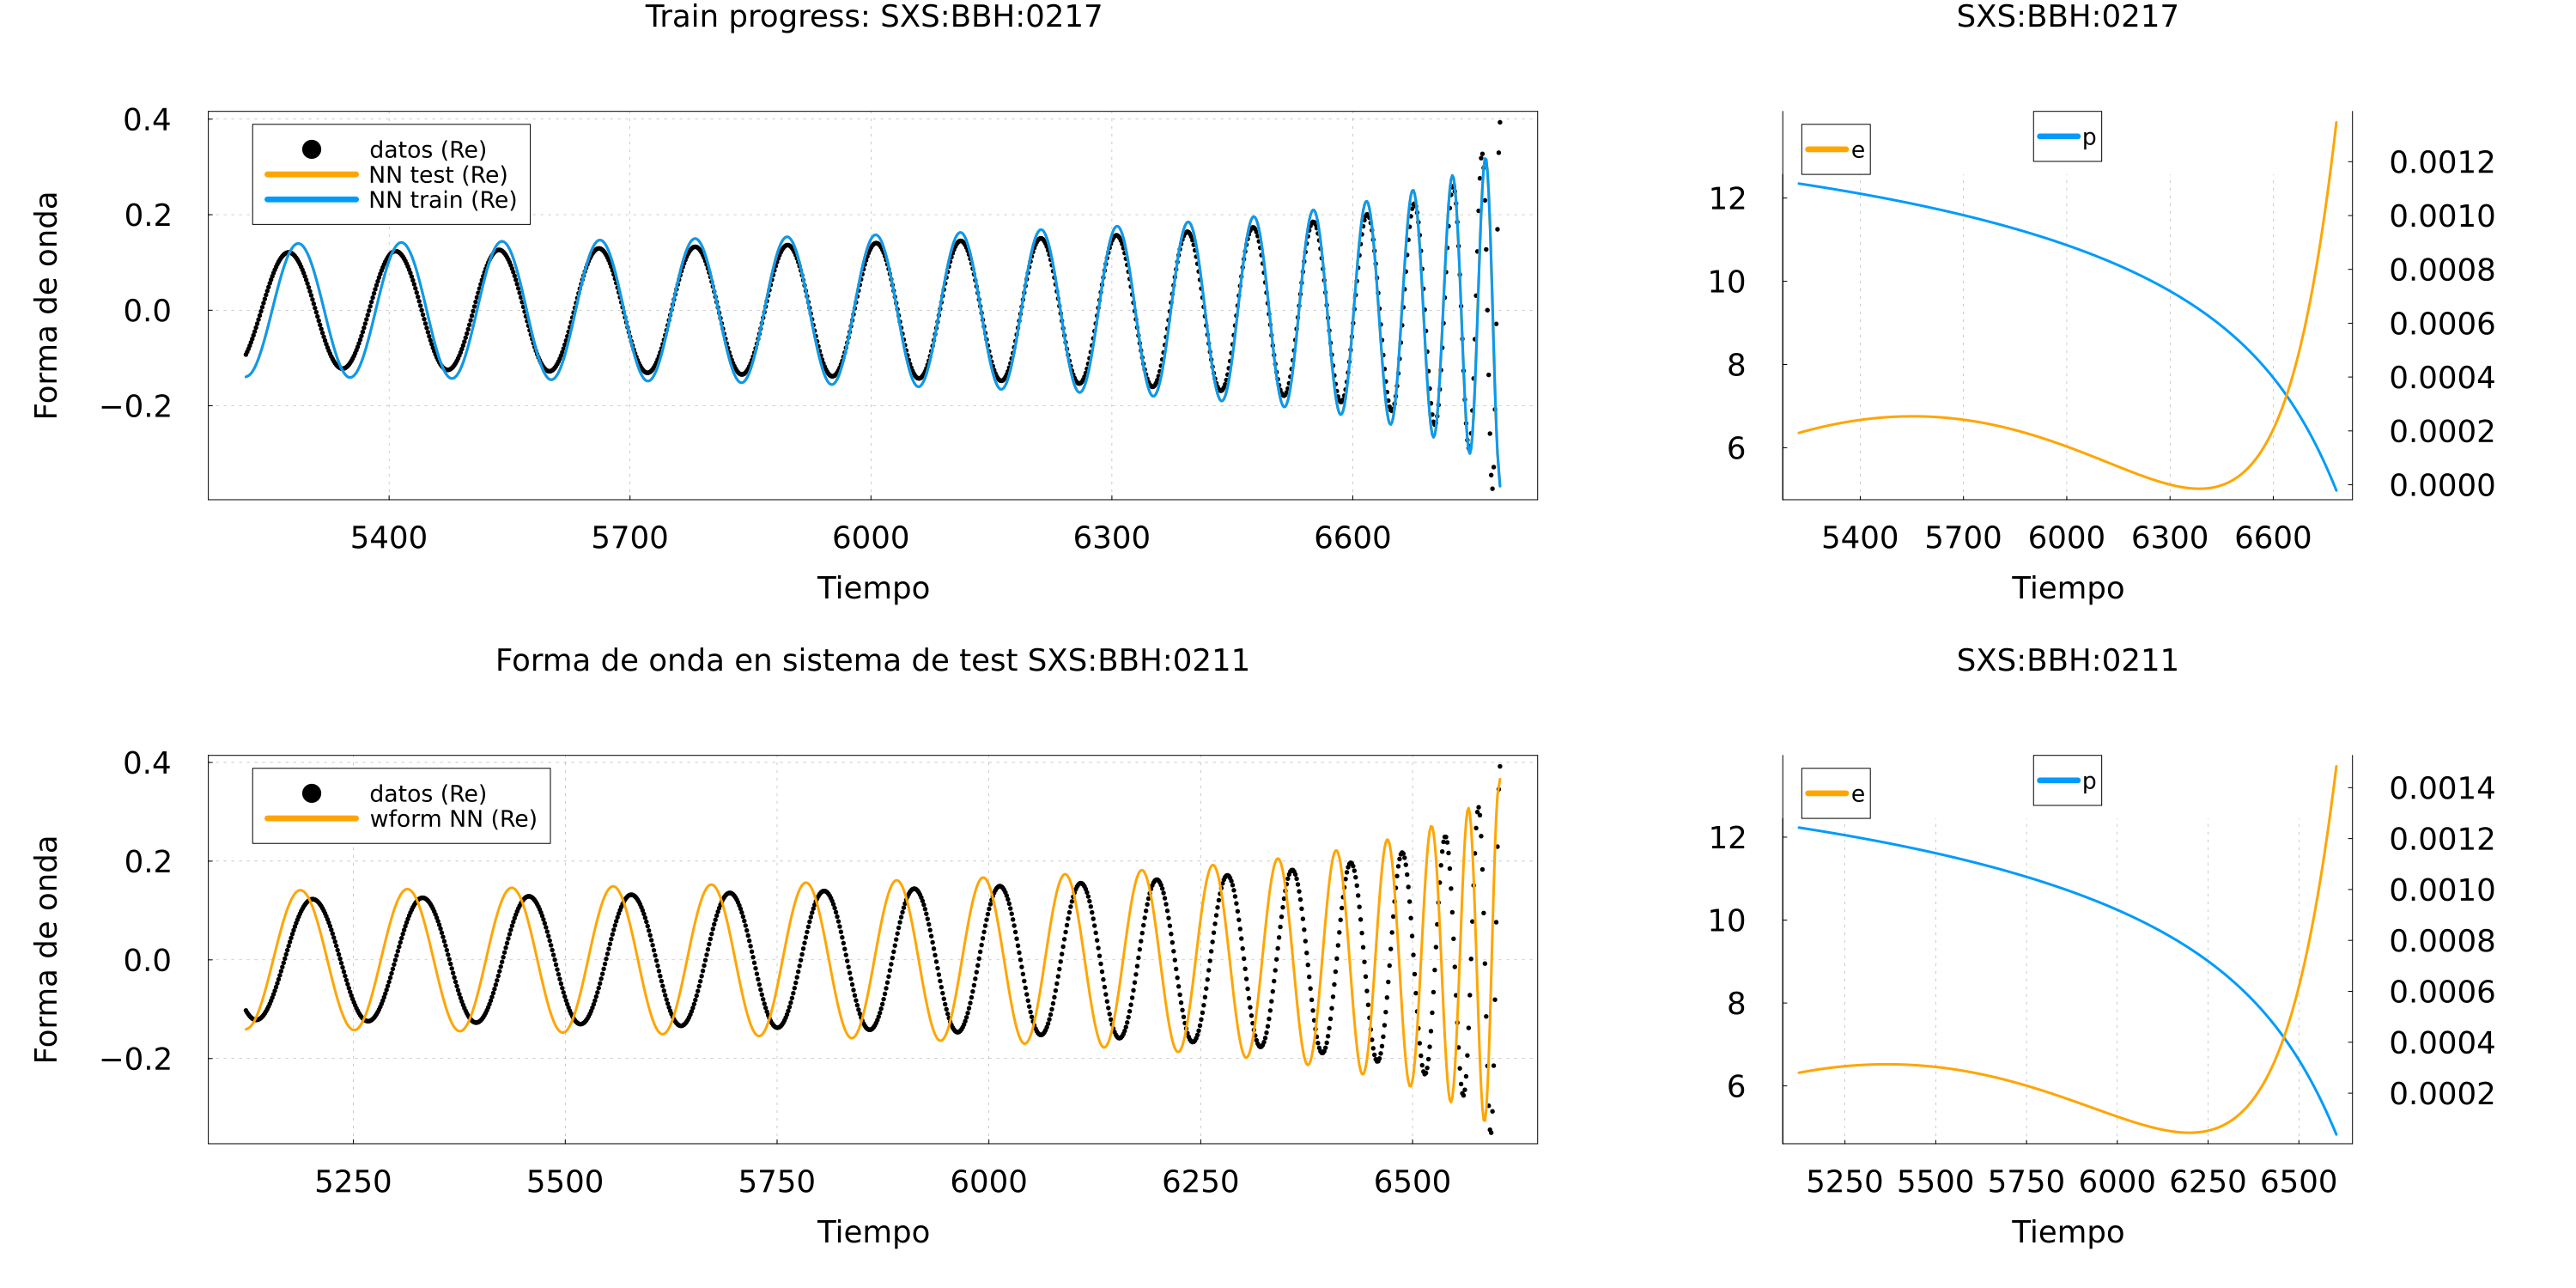 Train progress: SXS:BBH:0217
Forma de onda
0.4
0.2
0.0
−0.2
datos (Re)
NN test (Re)
NN train (Re)
5400 5700 6000 6300 6600
Tiempo
SXS:BBH:0217
12
10
8
6
e
p
0.0012
0.0010
0.0008
0.0006
0.0004
0.0002
0.0000
5400 5700 6000 6300 6600
Tiempo
Forma de onda en sistema de test SXS:BBH:0211
Forma de onda
0.4
0.2
0.0
−0.2
datos (Re)
wform NN (Re)
5250 5500 5750 6000 6250 6500
Tiempo
SXS:BBH:0211
12
10
8
6
e
p
0.0014
0.0012
0.0010
0.0008
0.0006
0.0004
0.0002
5250 5500 5750 6000 6250 6500
Tiempo